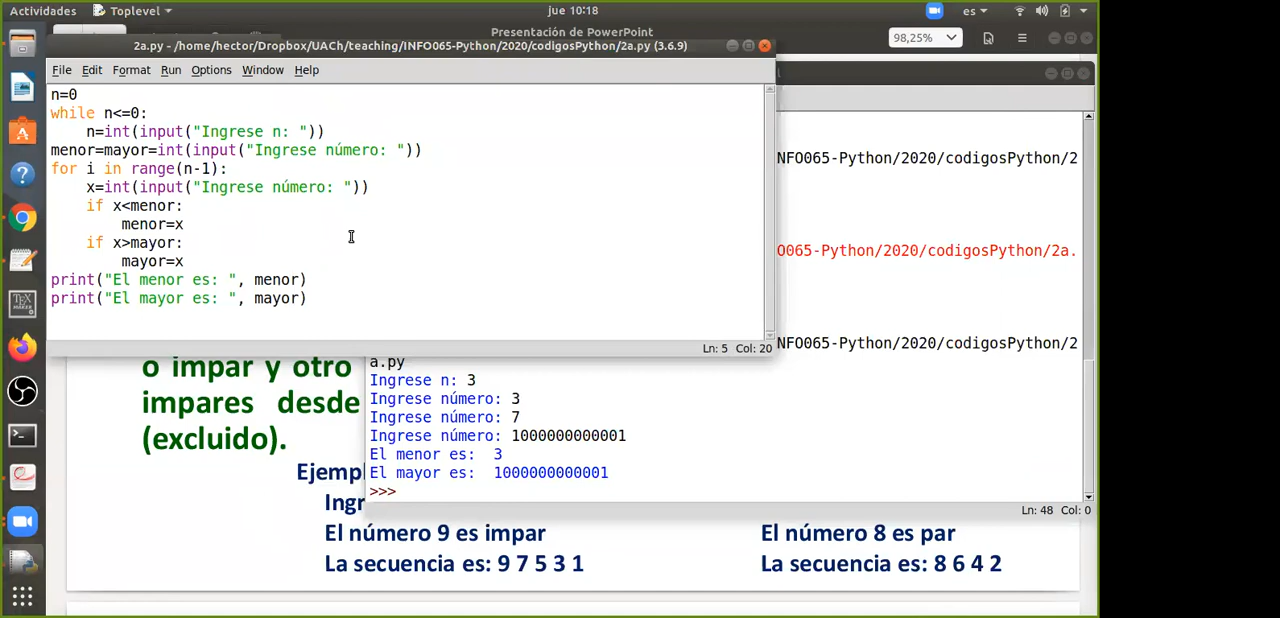 Actividades Toplevel jue 10:18 es
Presentación de PowerPoint
98,25%
2a.py - /home/hector/Dropbox/UACh/teaching/INFO065-Python/2020/codigosPython/2a.py (3.6.9)
File Edit Format Run Options Window Help
n=0
while n<=0:
    n=int(input("Ingrese n: "))
menor=mayor=int(input("Ingrese número: "))
for i in range(n-1):
    x=int(input("Ingrese número: "))
    if x<menor:
        menor=x
    if x>mayor:
        mayor=x
print("El menor es: ", menor)
print("El mayor es: ", mayor)
Ln: 5 Col: 20
NFO065-Python/2020/codigosPython/2
O065-Python/2020/codigosPython/2a.
NFO065-Python/2020/codigosPython/2
a.py
Ingrese n: 3
Ingrese número: 3
Ingrese número: 7
Ingrese número: 1000000000001
El menor es:  3
El mayor es:  1000000000001
>>>
Ln: 48 Col: 0
o impar y otro
impares desde
(excluido).
Ejemp
Ingr
El número 9 es impar
La secuencia es: 9 7 5 3 1
El número 8 es par
La secuencia es: 8 6 4 2